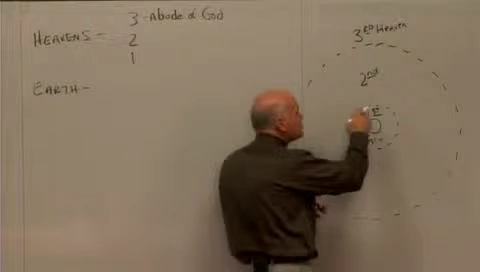 3 - Abode of God
HEAVENS - 2
1
EARTH -
3RD Heaven
2nd